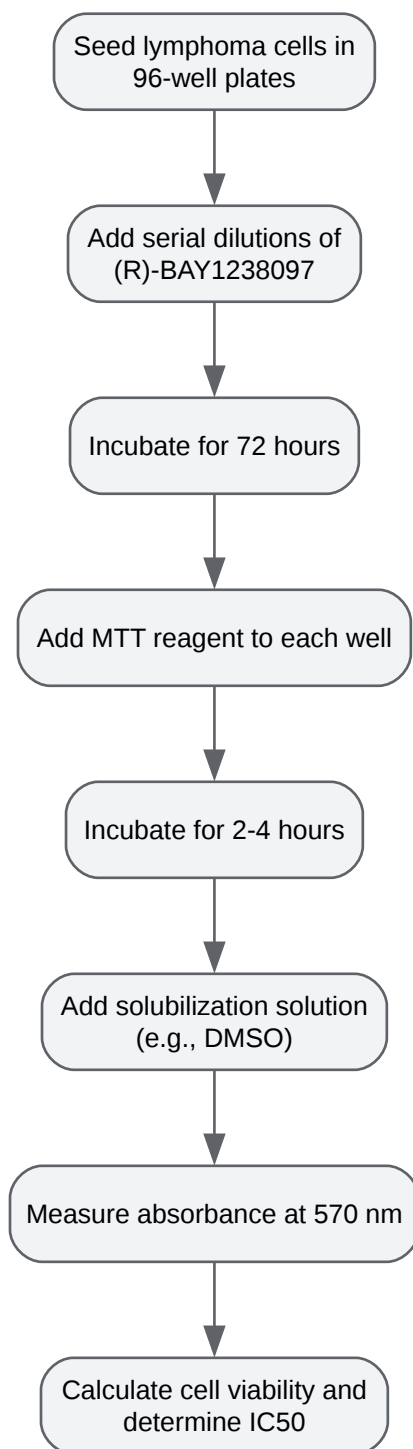 Seed lymphoma cells in
96-well plates
Add serial dilutions of
(R)-BAY1238097
Incubate for 72 hours
Add MTT reagent to each well
Incubate for 2-4 hours
Add solubilization solution
(e.g., DMSO)
Measure absorbance at 570 nm
Calculate cell viability and
determine IC50